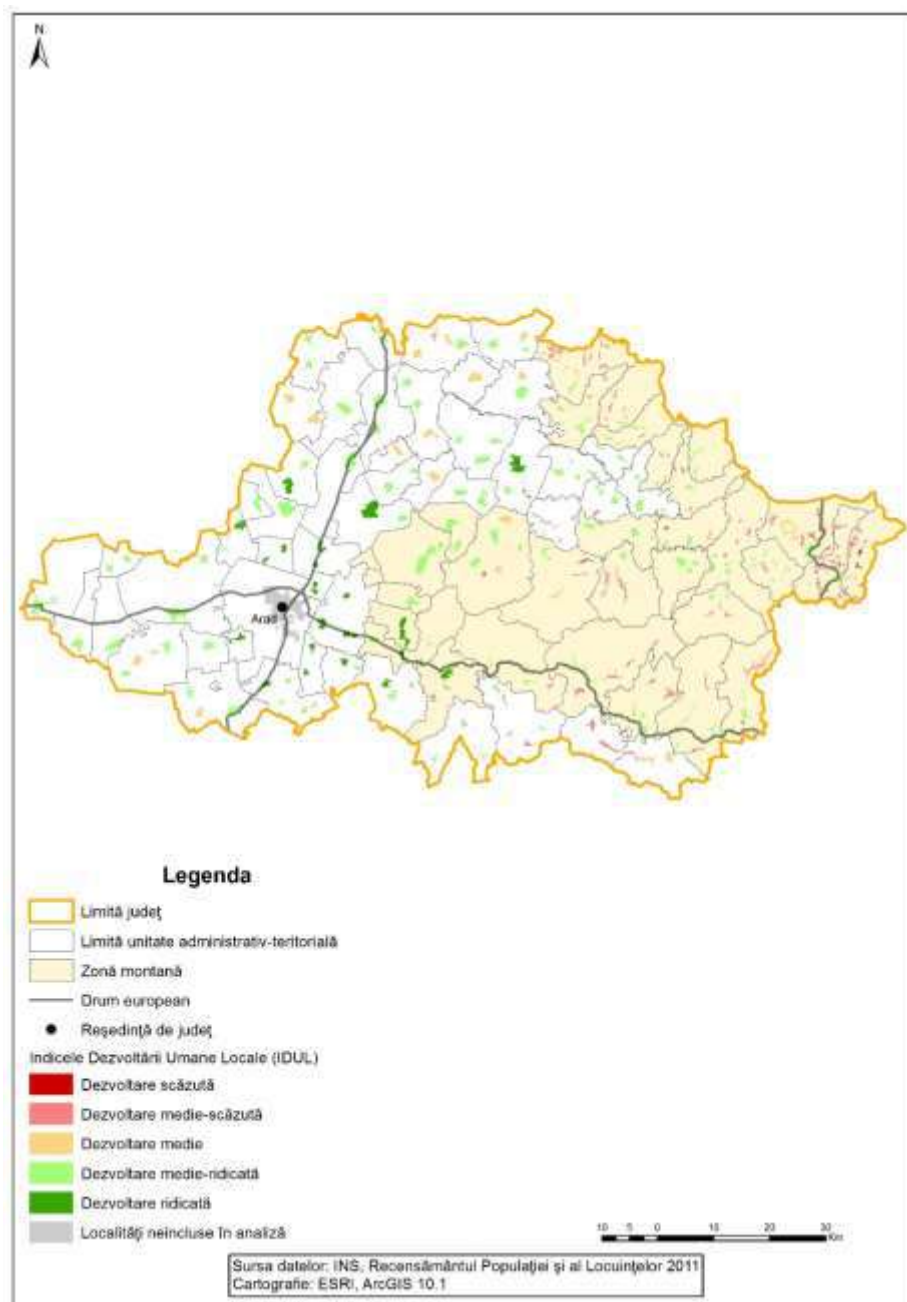 N
Arad
Legenda
Limită județ
Limită unitate administrativ-teritorială
Zonă montană
Drum european
Reşedinţă de judeţ
Indicele Dezvoltării Umane Locale (IDUL)
Dezvoltare scăzută
Dezvoltare medie-scăzută
Dezvoltare medie
Dezvoltare medie-ridicată
Dezvoltare ridicată
Localităţi neincluse în analiză
10 5 0 10 20 30
Km
Sursa datelor: INS, Recensământul Populaţiei şi al Locuinţelor 2011
Cartografie: ESRI, ArcGIS 10.1